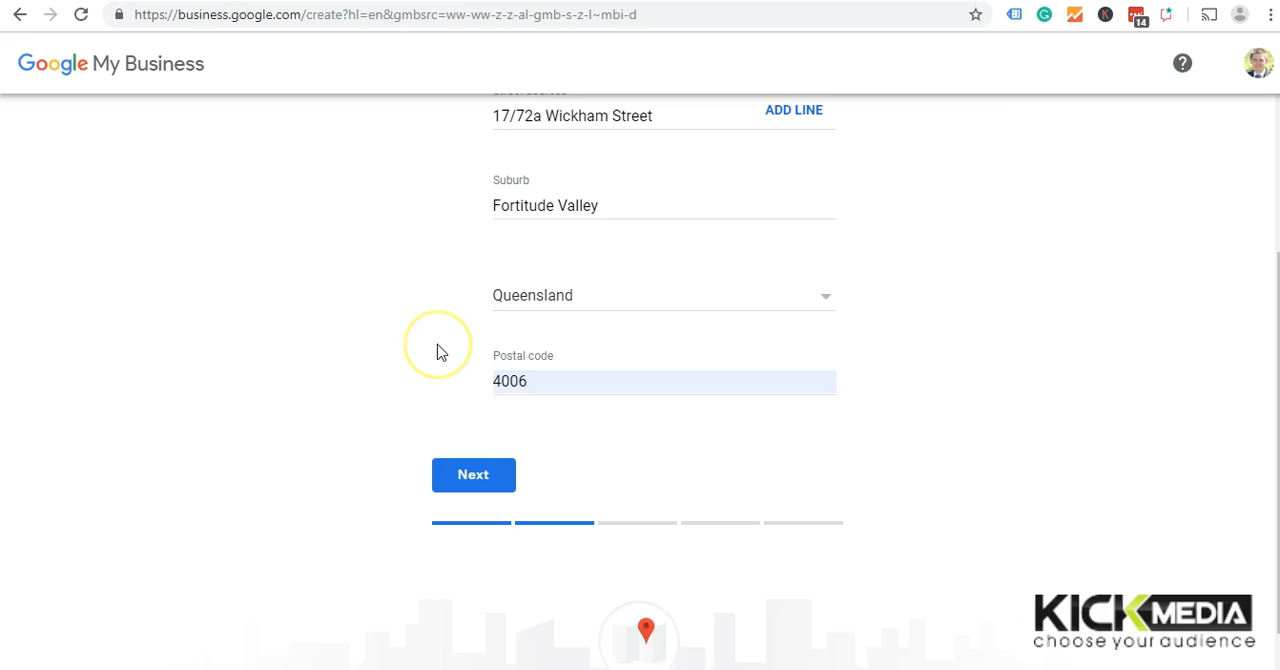 https://business.google.com/create?hl=en&gmbsrc=ww-ww-z-z-al-gmb-s-z-l~mbi-d
14
Google My Business
17/72a Wickham Street
ADD LINE
Suburb
Fortitude Valley
Queensland
Postal code
4006
Next
KICKMEDIA
choose your audience